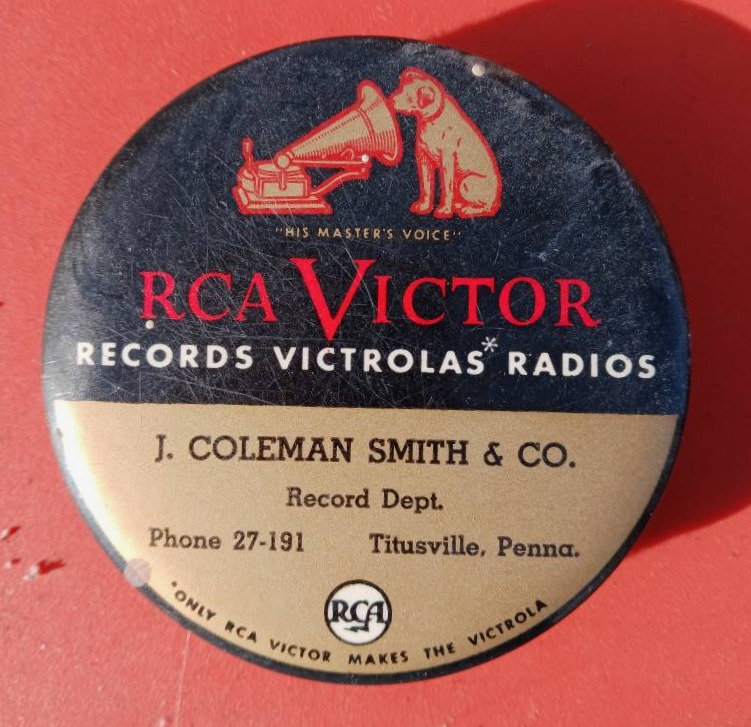 "HIS MASTER'S VOICE"
RCA VICTOR
RECORDS VICTROLAS* RADIOS
J. COLEMAN SMITH & CO.
Record Dept.
Phone 27-191 Titusville, Penna.
RCA
*ONLY RCA VICTOR MAKES THE VICTROLA